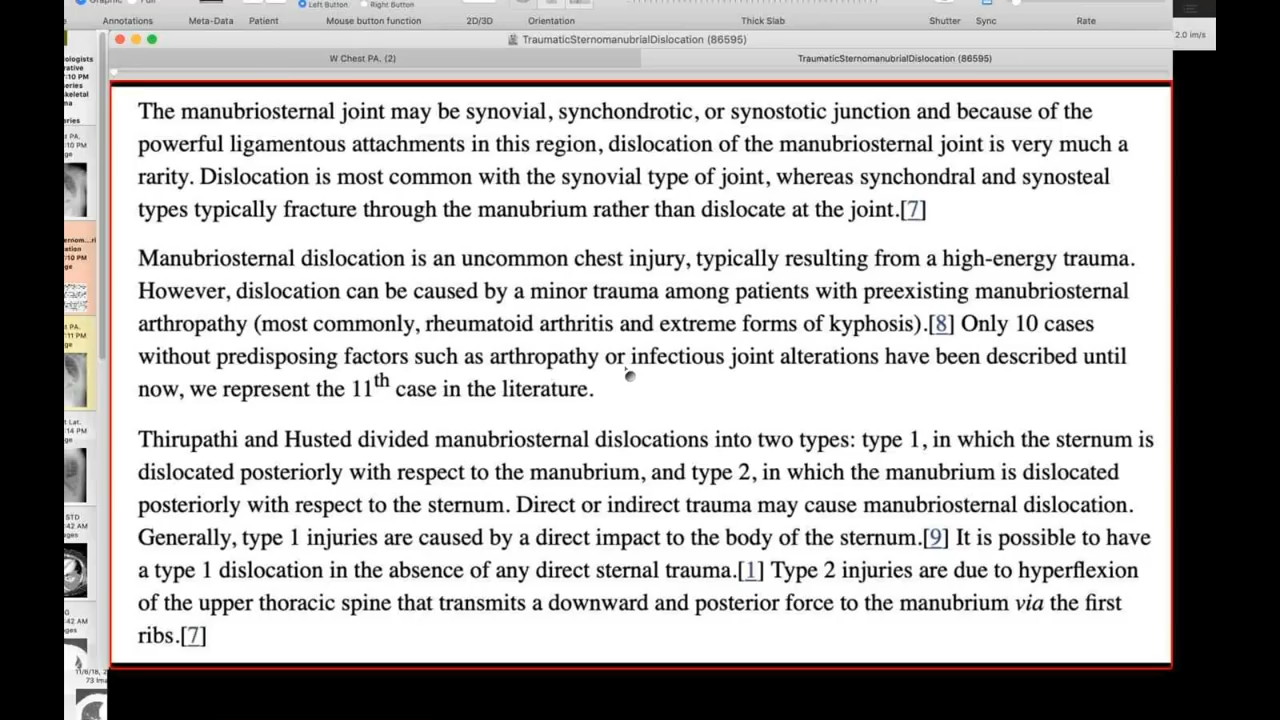 Left Button
Right Button
Annotations
Meta-Data
Patient
Mouse button function
2D/3D
Orientation
Thick Slab
Shutter
Sync
Rate
2.0 im/s
TraumaticSternomanubrialDislocation (86595)
W Chest PA. (2)
TraumaticSternomanubrialDislocation (86595)
The manubriosternal joint may be synovial, synchondrotic, or synostotic junction and because of the
powerful ligamentous attachments in this region, dislocation of the manubriosternal joint is very much a
rarity. Dislocation is most common with the synovial type of joint, whereas synchondral and synosteal
types typically fracture through the manubrium rather than dislocate at the joint.[7]
Manubriosternal dislocation is an uncommon chest injury, typically resulting from a high-energy trauma.
However, dislocation can be caused by a minor trauma among patients with preexisting manubriosternal
arthropathy (most commonly, rheumatoid arthritis and extreme forms of kyphosis).[8] Only 10 cases
without predisposing factors such as arthropathy or infectious joint alterations have been described until
now, we represent the 11th case in the literature.
Thirupathi and Husted divided manubriosternal dislocations into two types: type 1, in which the sternum is
dislocated posteriorly with respect to the manubrium, and type 2, in which the manubrium is dislocated
posteriorly with respect to the sternum. Direct or indirect trauma may cause manubriosternal dislocation.
Generally, type 1 injuries are caused by a direct impact to the body of the sternum.[9] It is possible to have
a type 1 dislocation in the absence of any direct sternal trauma.[1] Type 2 injuries are due to hyperflexion
of the upper thoracic spine that transmits a downward and posterior force to the manubrium via the first
ribs.[7]